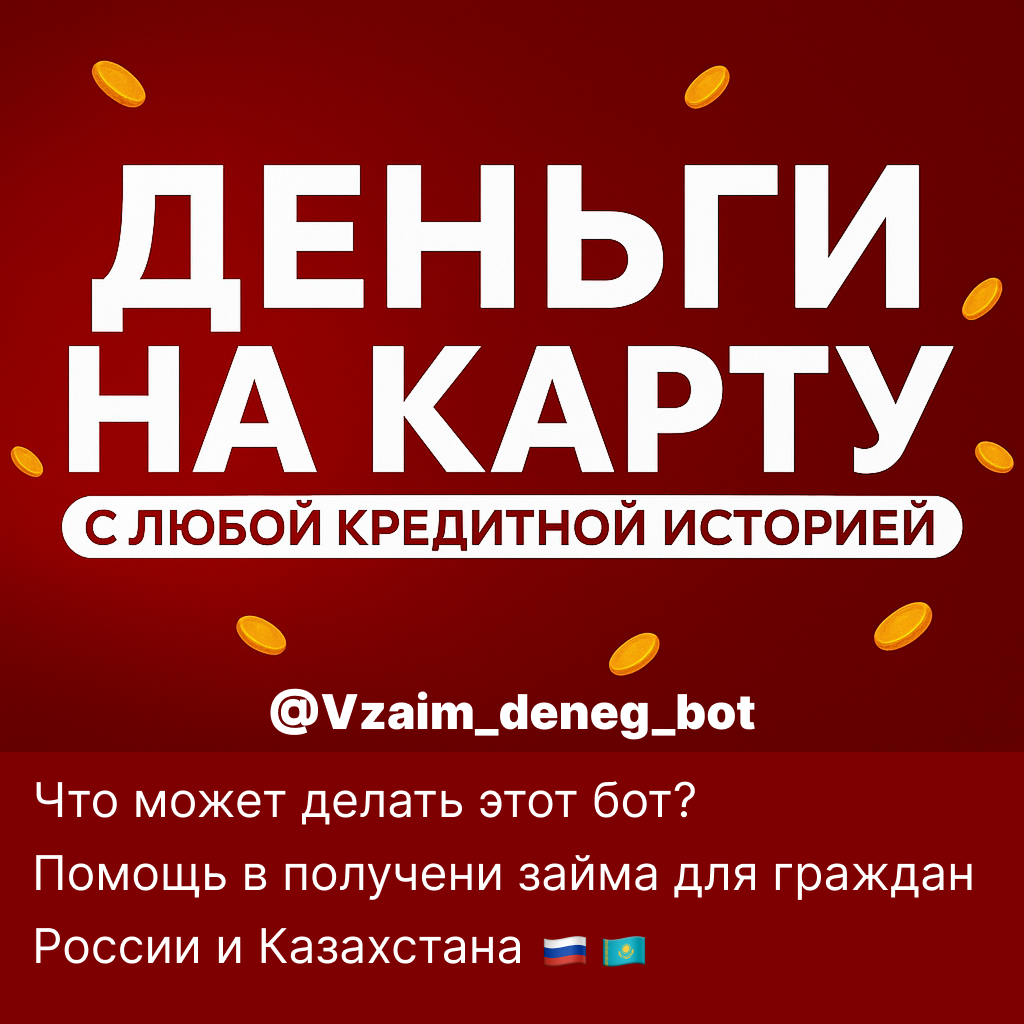 ДЕНЬГИ
НА КАРТУ
С ЛЮБОЙ КРЕДИТНОЙ ИСТОРИЕЙ
@Vzaim_deneg_bot
Что может делать этот бот?
Помощь в получени займа для граждан
России и Казахстана 🇷🇺 🇰🇿